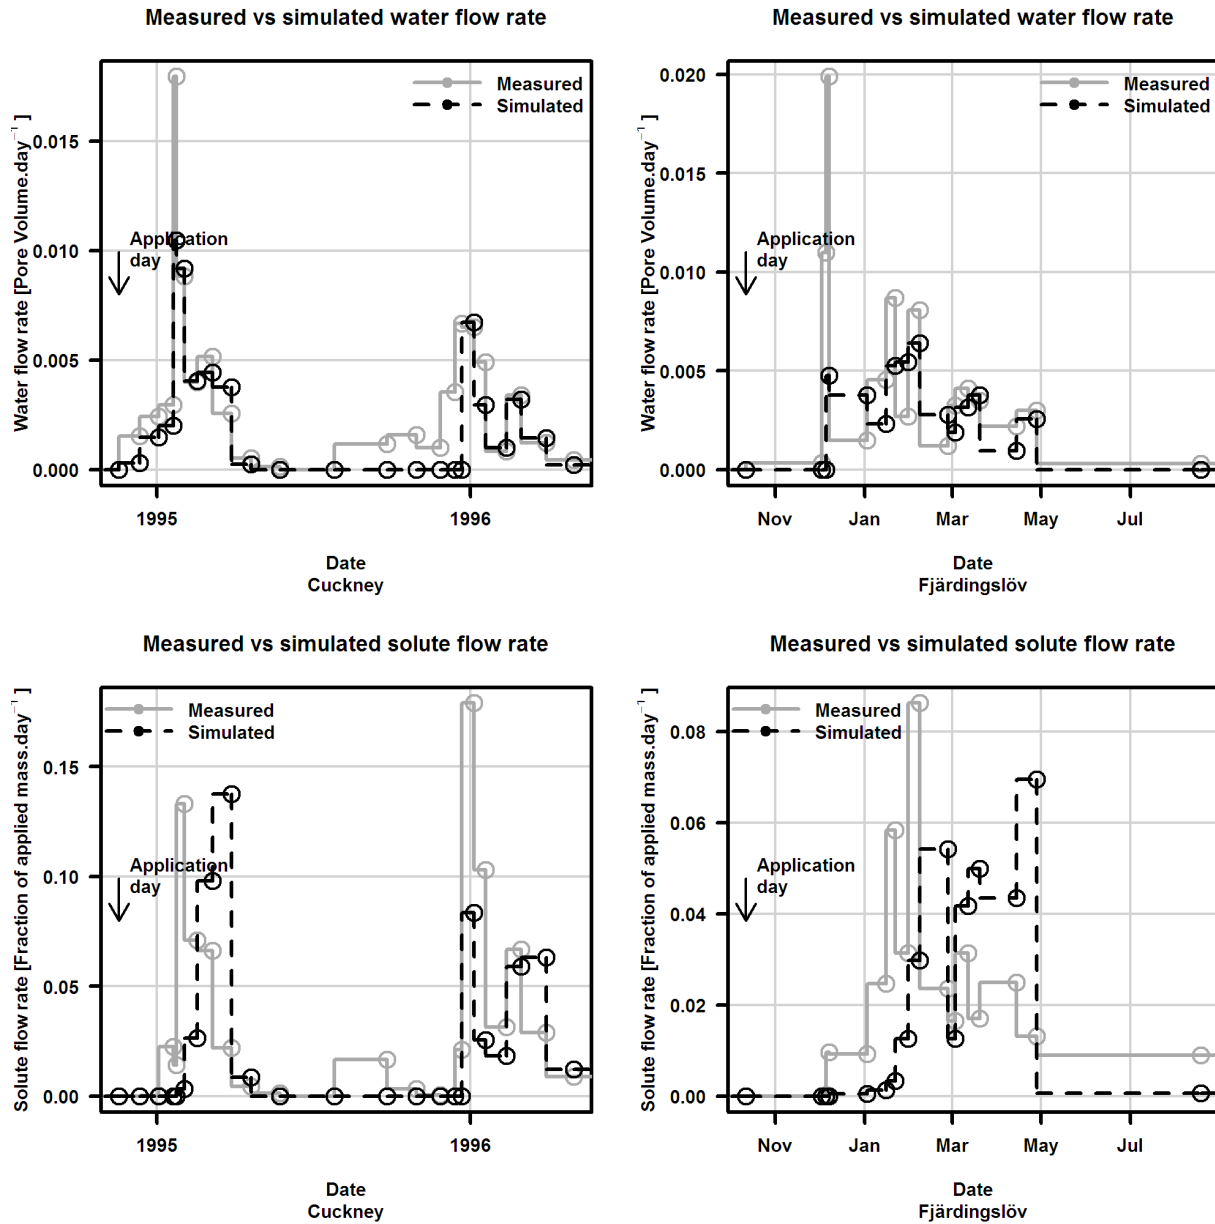 Measured vs simulated water flow rate
Water flow rate [Pore Volume.day⁻¹ ]
0.015
0.010
0.005
0.000
Measured
Simulated
Application
day
1995
1996
Date
Cuckney
Measured vs simulated water flow rate
Water flow rate [Pore Volume.day⁻¹ ]
0.020
0.015
0.010
0.005
0.000
Measured
Simulated
Application
day
Nov
Jan
Mar
May
Jul
Date
Fjärdingslöv
Measured vs simulated solute flow rate
Solute flow rate [Fraction of applied mass.day⁻¹ ]
0.15
0.10
0.05
0.00
Measured
Simulated
Application
day
1995
1996
Date
Cuckney
Measured vs simulated solute flow rate
Solute flow rate [Fraction of applied mass.day⁻¹ ]
0.08
0.06
0.04
0.02
0.00
Measured
Simulated
Application
day
Nov
Jan
Mar
May
Jul
Date
Fjärdingslöv